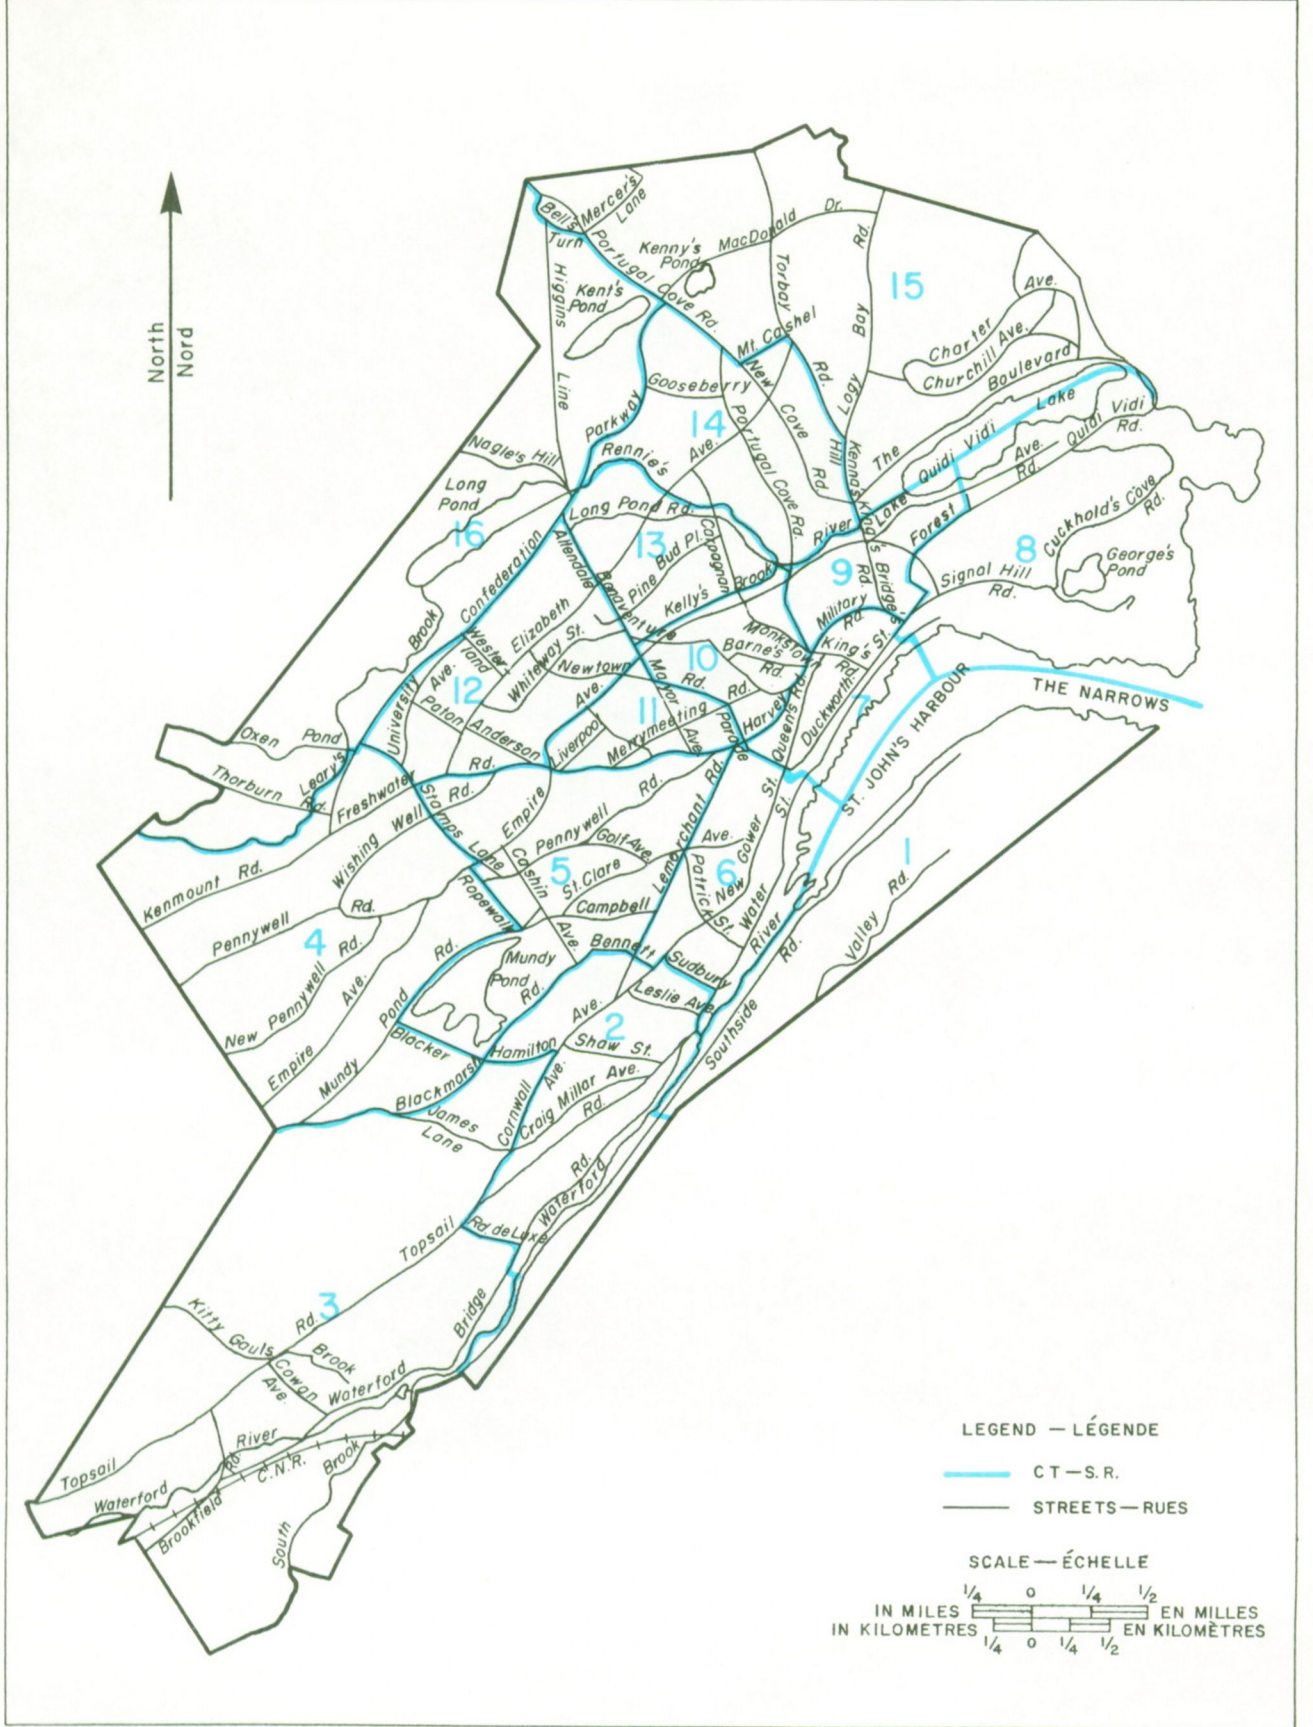 North
Nord
Bell's
Turn
Mercer's
Lane
Portugal Cove Rd.
Kenny's
Pond
MacDonald Dr.
Kent's
Pond
Higgins Line
Torbay Rd.
Mt. Cashel
Logy Bay Rd.
15
Ave.
Charter
Churchill Ave.
The Boulevard
Gooseberry
New Cove Rd.
Parkway
14
Rennie's
Ave.
Portugal Cove Rd.
Kenna's Hill
Quidi Vidi Lake
Lake Ave.
Quidi Vidi
Rd.
Rd.
Nagle's Hill
Long
Pond
16
Long Pond Rd.
13
Allendale
Bonaventure
Pine Bud Pl.
Carpagnan
River
King's Bridge
Rd.
Forest
8
Cuckhold's Cove
Rd.
George's
Pond
Signal Hill
Rd.
9
Military
Rd.
Kelly's Brook
Confederation
Brook
Elizabeth
Westerland
Whiteway St.
Newtown
Monkstown
Barne's
Rd.
King's
Rd.
St.
10
Mayor
Rd.
Rd.
12
Ave.
University
Paton
Anderson
Ave.
Liverpool
11
Merrymeeting
Ave.
Parade
Harvey
Queen's Rd.
Duckworth
7
ST. JOHN'S HARBOUR
THE NARROWS
Oxen Pond
Thorburn
Rd.
Leary's
Freshwater
Rd.
Stamps Lane
Wishing Well
Rd.
Empire
Pennywell
Rd.
Lemarchant Rd.
St.
St.
Golf Ave.
5
St. Clare
Cashin
Ave.
Campbell
Ave.
6
New Gower
Patrick
St.
Water
1
Valley Rd.
Kenmount Rd.
Pennywell
Rd.
4
New Pennywell Rd.
Empire
Ave.
Ropewalk
Mundy
Pond
Rd.
Mundy
Pond
Rd.
Bennett
Sudbury
River
Rd.
Leslie Ave.
Southside
2
Ave.
Shaw St.
Blacker
Hamilton
Blackmarsh
James
Lane
Cornwall
Ave.
Craig Millar Ave.
Rd.
Rd.
Waterford
Rd. de Luxe
Topsail
Rd.
3
Bridge
Kitty Gauls
Brook
Cowan
Ave.
Waterford
River
Rd.
C.N.R.
Brook
South
Topsail
Waterford
Brookfield
LEGEND — LÉGENDE
CT — S.R.
STREETS — RUES
SCALE — ÉCHELLE
1/4 0 1/4 1/2
IN MILES EN MILLES
IN KILOMETRES EN KILOMÈTRES
1/4 0 1/4 1/2